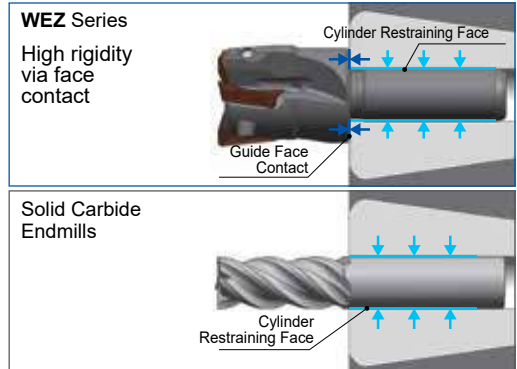 WEZ Series
High rigidity
via face
contact
Cylinder Restraining Face
Guide Face
Contact
Solid Carbide
Endmills
Cylinder
Restraining Face